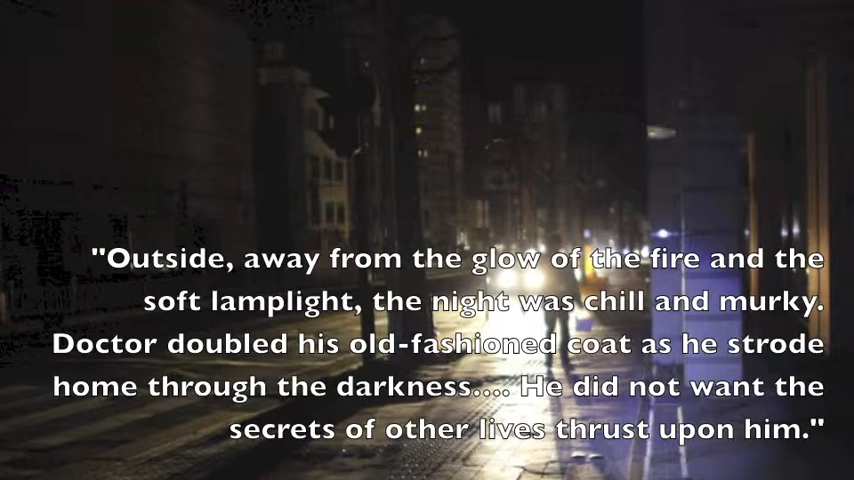 "Outside, away from the glow of the fire and the
soft lamplight, the night was chill and murky.
Doctor doubled his old-fashioned coat as he strode
home through the darkness.... He did not want the
secrets of other lives thrust upon him."